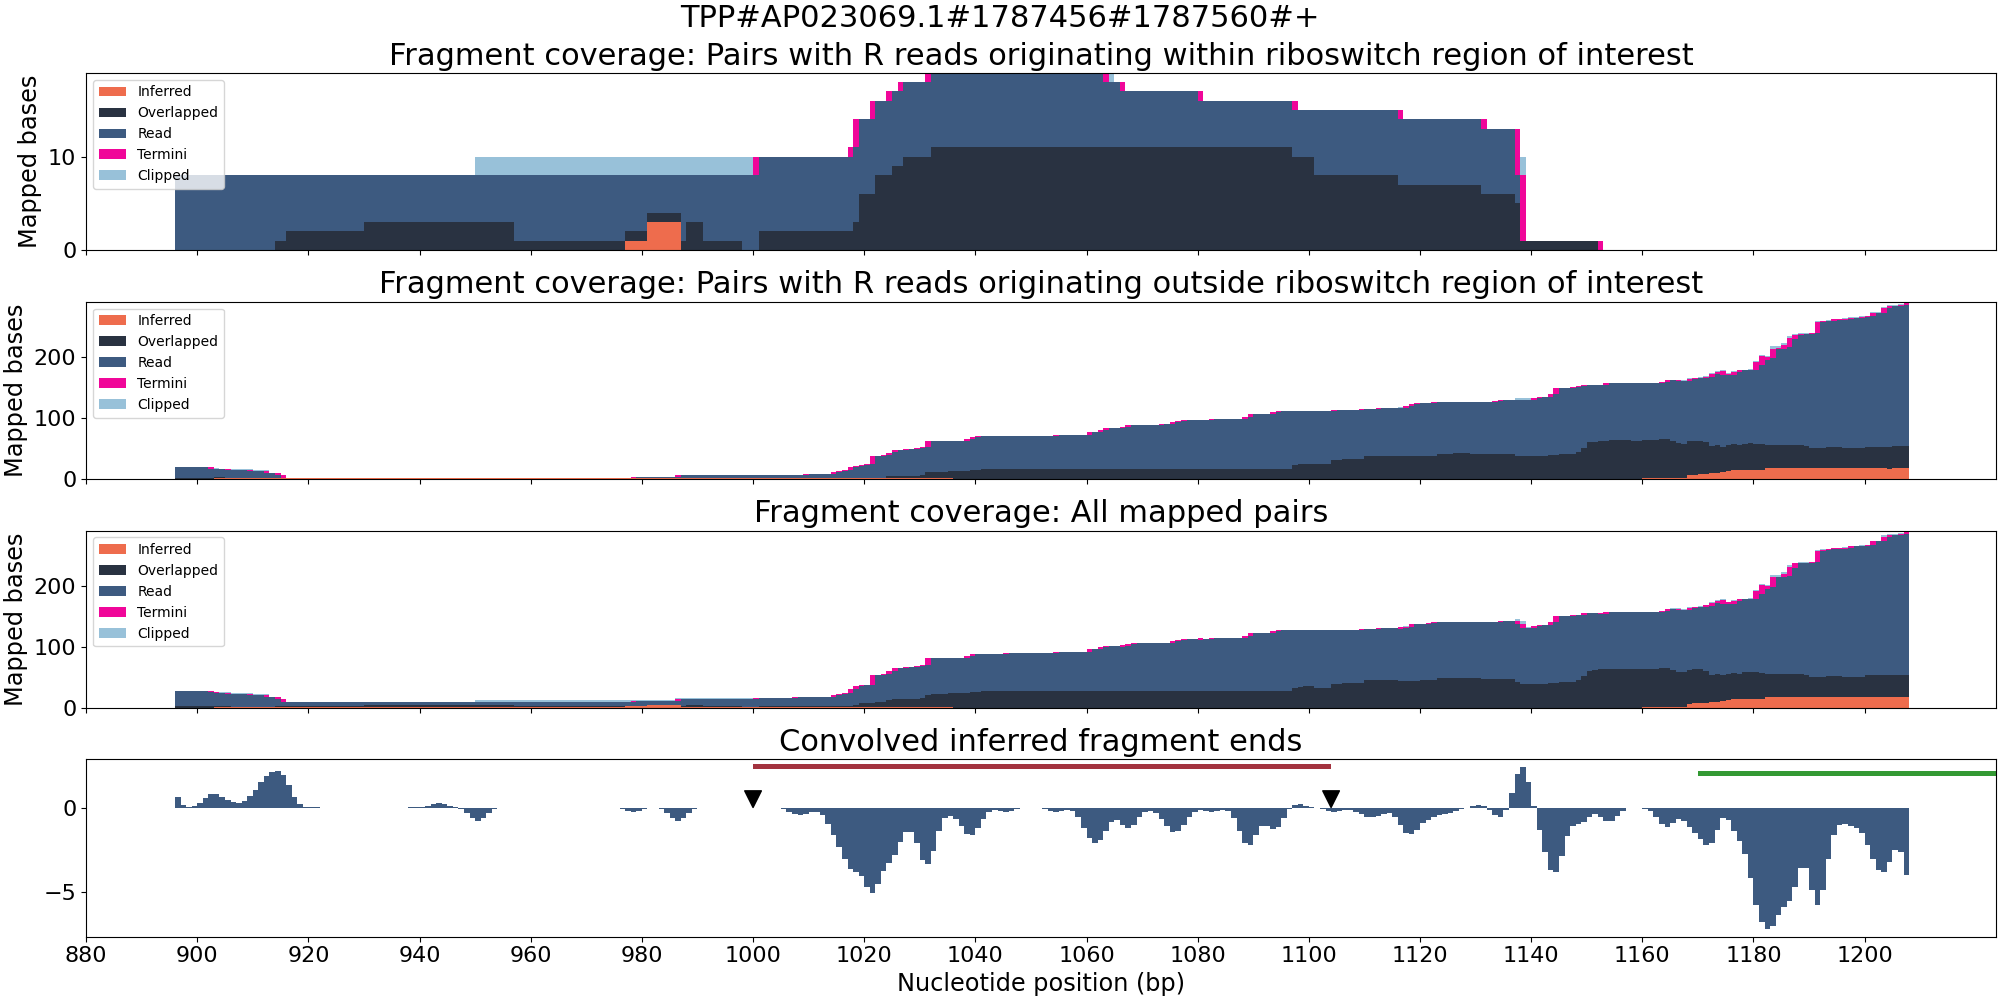 TPP#AP023069.1#1787456#1787560#+
Fragment coverage: Pairs with R reads originating within riboswitch region of interest
Mapped bases
10
0
Inferred
Overlapped
Read
Termini
Clipped
Fragment coverage: Pairs with R reads originating outside riboswitch region of interest
Mapped bases
200
100
0
Inferred
Overlapped
Read
Termini
Clipped
Fragment coverage: All mapped pairs
Mapped bases
200
100
0
Inferred
Overlapped
Read
Termini
Clipped
Convolved inferred fragment ends
0
−5
880 900 920 940 960 980 1000 1020 1040 1060 1080 1100 1120 1140 1160 1180 1200
Nucleotide position (bp)